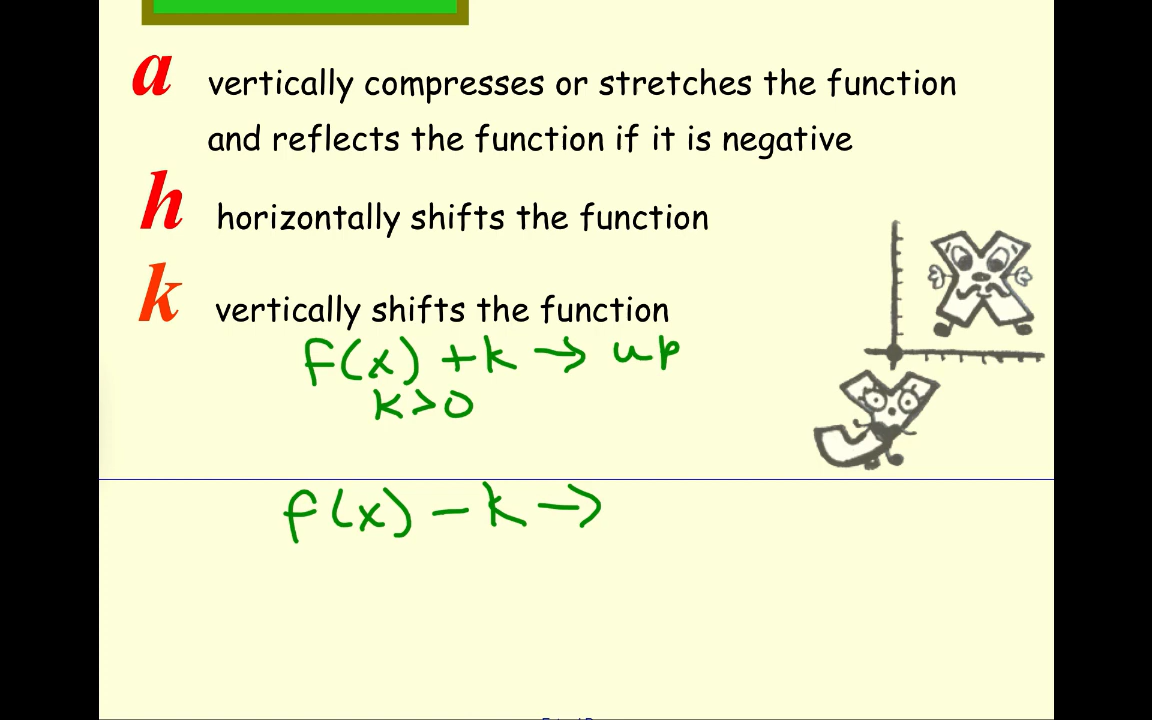 a vertically compresses or stretches the function
and reflects the function if it is negative
h horizontally shifts the function
k vertically shifts the function
f(x) +k → up
k>0
f(x) – k →